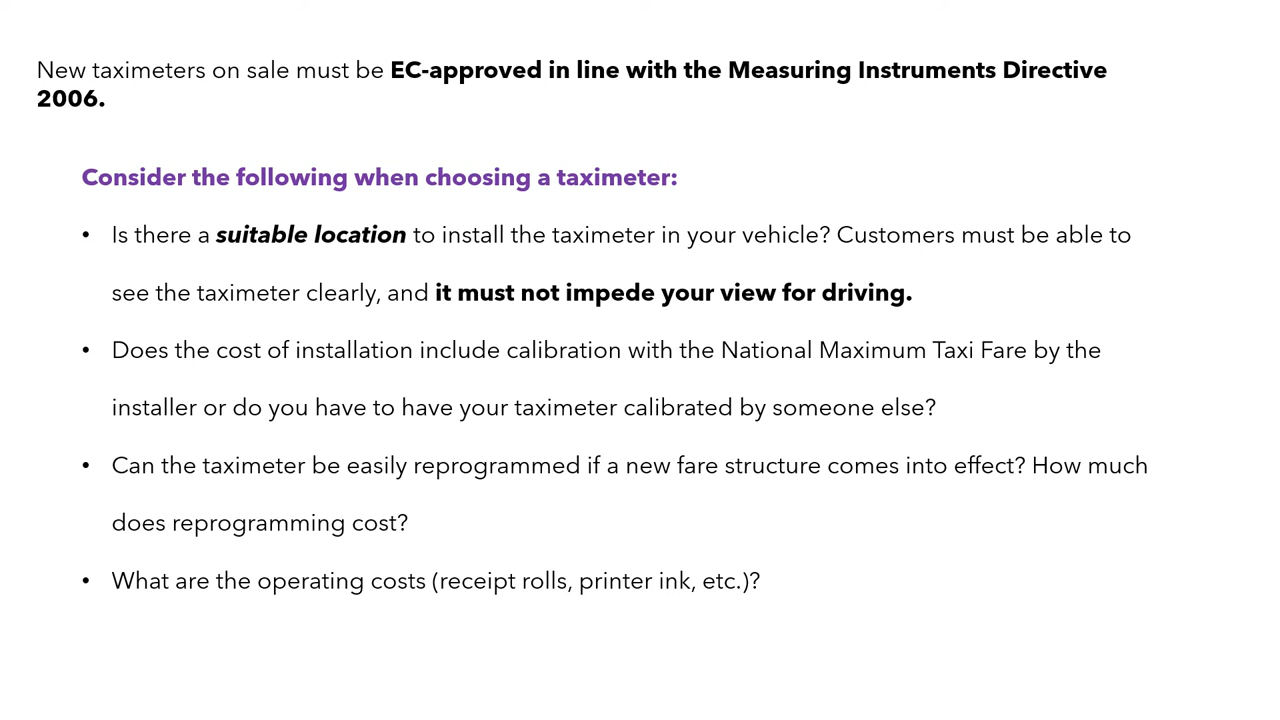 New taximeters on sale must be EC-approved in line with the Measuring Instruments Directive
2006.
Consider the following when choosing a taximeter:
• Is there a suitable location to install the taximeter in your vehicle? Customers must be able to
see the taximeter clearly, and it must not impede your view for driving.
• Does the cost of installation include calibration with the National Maximum Taxi Fare by the
installer or do you have to have your taximeter calibrated by someone else?
• Can the taximeter be easily reprogrammed if a new fare structure comes into effect? How much
does reprogramming cost?
• What are the operating costs (receipt rolls, printer ink, etc.)?